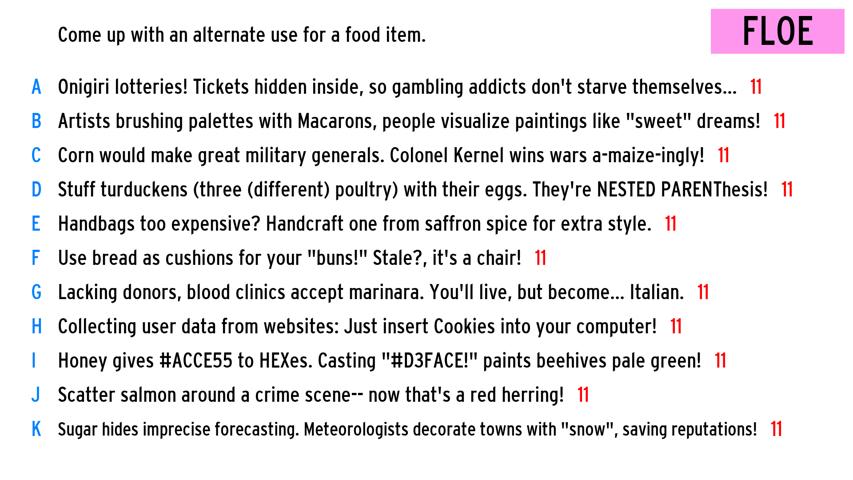 Come up with an alternate use for a food item.
FLOE
A Onigiri lotteries! Tickets hidden inside, so gambling addicts don't starve themselves... 11
B Artists brushing palettes with Macarons, people visualize paintings like "sweet" dreams! 11
C Corn would make great military generals. Colonel Kernel wins wars a-maize-ingly! 11
D Stuff turduckens (three (different) poultry) with their eggs. They're NESTED PARENThesis! 11
E Handbags too expensive? Handcraft one from saffron spice for extra style. 11
F Use bread as cushions for your "buns!" Stale?, it's a chair! 11
G Lacking donors, blood clinics accept marinara. You'll live, but become... Italian. 11
H Collecting user data from websites: Just insert Cookies into your computer! 11
I Honey gives #ACCE55 to HEXes. Casting "#D3FACE!" paints beehives pale green! 11
J Scatter salmon around a crime scene-- now that's a red herring! 11
K Sugar hides imprecise forecasting. Meteorologists decorate towns with "snow", saving reputations! 11